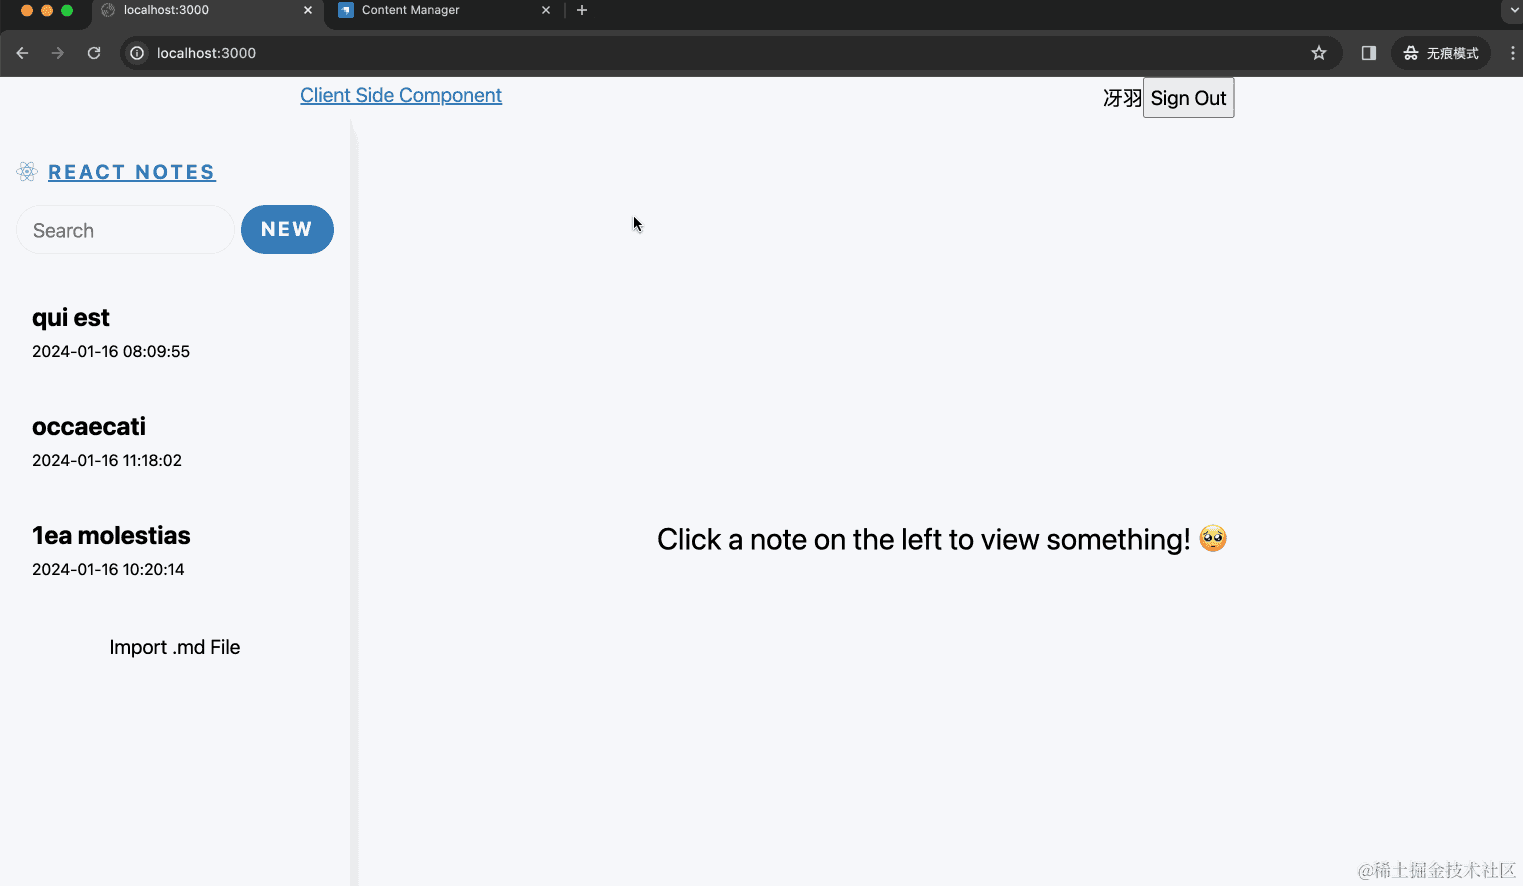 localhost:3000
Content Manager
localhost:3000
无痕模式
Client Side Component
冴羽 Sign Out
REACT NOTES
Search
NEW
qui est
2024-01-16 08:09:55
occaecati
2024-01-16 11:18:02
1ea molestias
2024-01-16 10:20:14
Import .md File
Click a note on the left to view something! 🥺
@稀土掘金技术社区